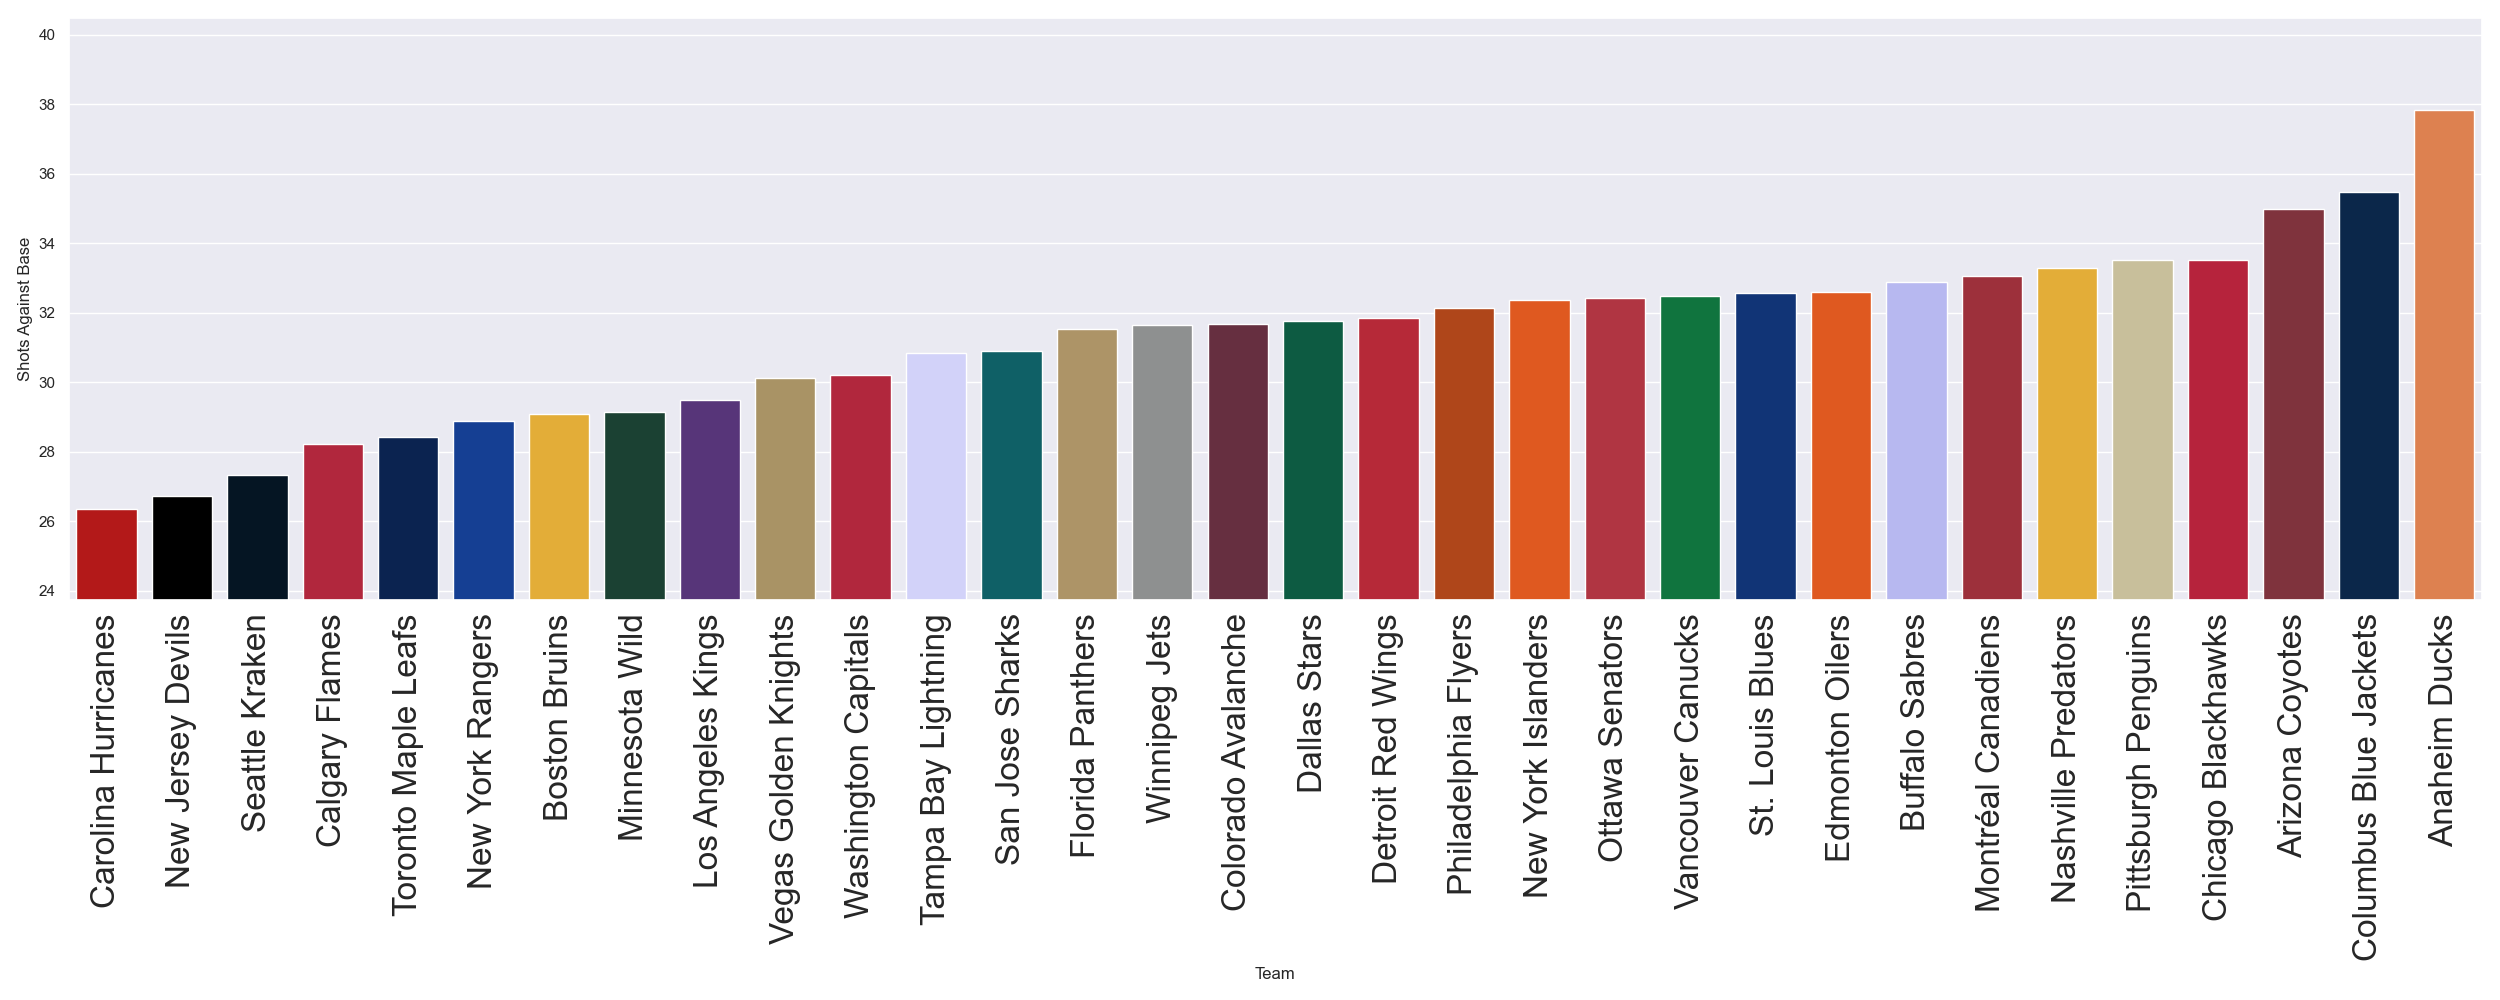 40
38
36
34
32
30
28
26
24
Shots Against Base
Carolina Hurricanes
New Jersey Devils
Seattle Kraken
Calgary Flames
Toronto Maple Leafs
New York Rangers
Boston Bruins
Minnesota Wild
Los Angeles Kings
Vegas Golden Knights
Washington Capitals
Tampa Bay Lightning
San Jose Sharks
Florida Panthers
Winnipeg Jets
Colorado Avalanche
Dallas Stars
Detroit Red Wings
Philadelphia Flyers
New York Islanders
Ottawa Senators
Vancouver Canucks
St. Louis Blues
Edmonton Oilers
Buffalo Sabres
Montréal Canadiens
Nashville Predators
Pittsburgh Penguins
Chicago Blackhawks
Arizona Coyotes
Columbus Blue Jackets
Anaheim Ducks
Team